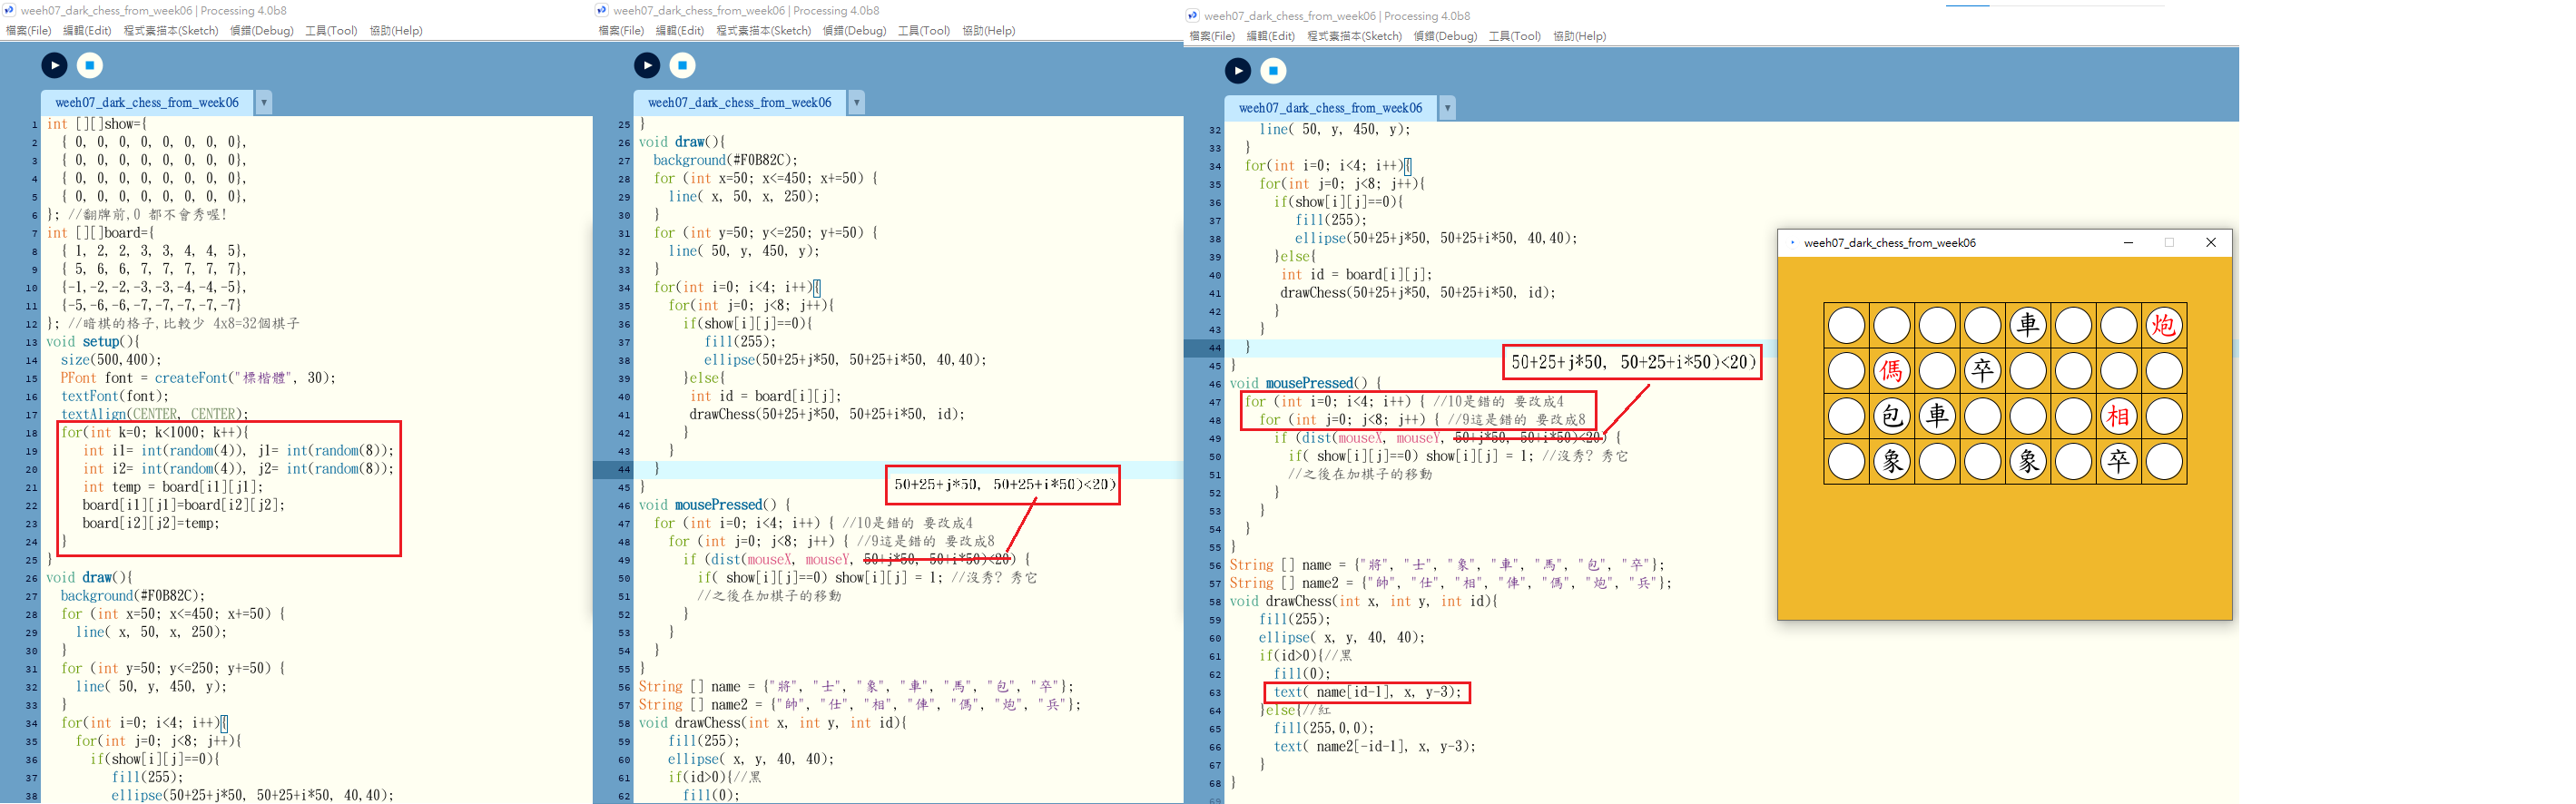 weeh07_dark_chess_from_week06 | Processing 4.0b8
檔案(File) 編輯(Edit) 程式素描本(Sketch) 偵錯(Debug) 工具(Tool) 協助(Help)
weeh07_dark_chess_from_week06
1 int [][]show={
2 { 0, 0, 0, 0, 0, 0, 0, 0},
3 { 0, 0, 0, 0, 0, 0, 0, 0},
4 { 0, 0, 0, 0, 0, 0, 0, 0},
5 { 0, 0, 0, 0, 0, 0, 0, 0},
6 }; //翻牌前,0 都不會秀喔!
7 int [][]board={
8 { 1, 2, 2, 3, 3, 4, 4, 5},
9 { 5, 6, 6, 7, 7, 7, 7, 7},
10 {-1,-2,-2,-3,-3,-4,-4,-5},
11 {-5,-6,-6,-7,-7,-7,-7,-7}
12 }; //暗棋的格子,比較少 4x8=32個棋子
13 void setup(){
14 size(500,400);
15 PFont font = createFont("標楷體", 30);
16 textFont(font);
17 textAlign(CENTER, CENTER);
18 for(int k=0; k<1000; k++){
19 int i1= int(random(4)), j1= int(random(8));
20 int i2= int(random(4)), j2= int(random(8));
21 int temp = board[i1][j1];
22 board[i1][j1]=board[i2][j2];
23 board[i2][j2]=temp;
24 }
25 }
26 void draw(){
27 background(#F0B82C);
28 for (int x=50; x<=450; x+=50) {
29 line( x, 50, x, 250);
30 }
31 for (int y=50; y<=250; y+=50) {
32 line( 50, y, 450, y);
33 }
34 for(int i=0; i<4; i++){
35 for(int j=0; j<8; j++){
36 if(show[i][j]==0){
37 fill(255);
38 ellipse(50+25+j*50, 50+25+i*50, 40,40);
weeh07_dark_chess_from_week06 | Processing 4.0b8
檔案(File) 編輯(Edit) 程式素描本(Sketch) 偵錯(Debug) 工具(Tool) 協助(Help)
weeh07_dark_chess_from_week06
25 }
26 void draw(){
27 background(#F0B82C);
28 for (int x=50; x<=450; x+=50) {
29 line( x, 50, x, 250);
30 }
31 for (int y=50; y<=250; y+=50) {
32 line( 50, y, 450, y);
33 }
34 for(int i=0; i<4; i++){
35 for(int j=0; j<8; j++){
36 if(show[i][j]==0){
37 fill(255);
38 ellipse(50+25+j*50, 50+25+i*50, 40,40);
39 }else{
40 int id = board[i][j];
41 drawChess(50+25+j*50, 50+25+i*50, id);
42 }
43 }
44 }
50+25+j*50, 50+25+i*50)<20)
45 }
46 void mousePressed() {
47 for (int i=0; i<4; i++) { //10是錯的 要改成4
48 for (int j=0; j<8; j++) { //9這是錯的 要改成8
49 if (dist(mouseX, mouseY, 50+j*50, 50+i*50)<20) {
50 if( show[i][j]==0) show[i][j] = 1; //沒秀? 秀它
51 //之後在加棋子的移動
52 }
53 }
54 }
55 }
56 String [] name = {"將", "士", "象", "車", "馬", "包", "卒"};
57 String [] name2 = {"帥", "仕", "相", "俥", "傌", "炮", "兵"};
58 void drawChess(int x, int y, int id){
59 fill(255);
60 ellipse( x, y, 40, 40);
61 if(id>0){//黑
62 fill(0);
weeh07_dark_chess_from_week06 | Processing 4.0b8
檔案(File) 編輯(Edit) 程式素描本(Sketch) 偵錯(Debug) 工具(Tool) 協助(Help)
weeh07_dark_chess_from_week06
32 line( 50, y, 450, y);
33 }
34 for(int i=0; i<4; i++){
35 for(int j=0; j<8; j++){
36 if(show[i][j]==0){
37 fill(255);
38 ellipse(50+25+j*50, 50+25+i*50, 40,40);
39 }else{
40 int id = board[i][j];
41 drawChess(50+25+j*50, 50+25+i*50, id);
42 }
43 }
44 }
50+25+j*50, 50+25+i*50)<20)
45 }
46 void mousePressed() {
47 for (int i=0; i<4; i++) { //10是錯的 要改成4
48 for (int j=0; j<8; j++) { //9這是錯的 要改成8
49 if (dist(mouseX, mouseY, 50+j*50, 50+i*50)<20) {
50 if( show[i][j]==0) show[i][j] = 1; //沒秀? 秀它
51 //之後在加棋子的移動
52 }
53 }
54 }
55 }
56 String [] name = {"將", "士", "象", "車", "馬", "包", "卒"};
57 String [] name2 = {"帥", "仕", "相", "俥", "傌", "炮", "兵"};
58 void drawChess(int x, int y, int id){
59 fill(255);
60 ellipse( x, y, 40, 40);
61 if(id>0){//黑
62 fill(0);
63 text( name[id-1], x, y-3);
64 }else{//紅
65 fill(255,0,0);
66 text( name2[-id-1], x, y-3);
67 }
68 }
69
weeh07_dark_chess_from_week06
車 炮
傌 卒
包 車 相
象 象 卒